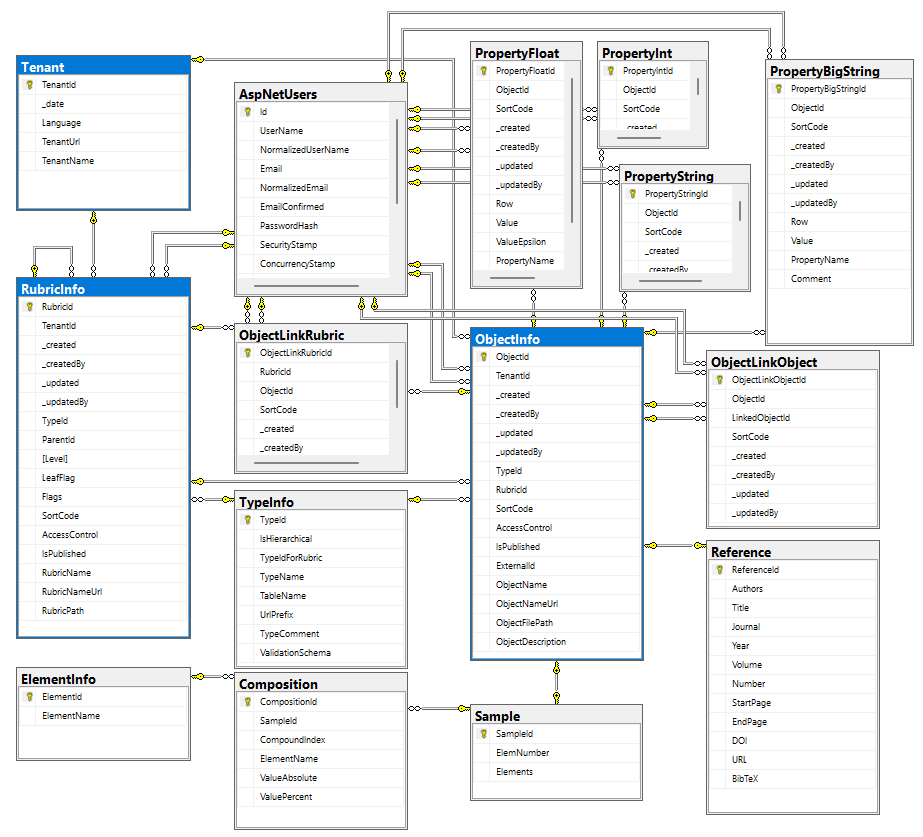 Tenant
TenantId
_date
Language
TenantUrl
TenantName
AspNetUsers
Id
UserName
NormalizedUserName
Email
NormalizedEmail
EmailConfirmed
PasswordHash
SecurityStamp
ConcurrencyStamp
PropertyFloat
PropertyFloatId
ObjectId
SortCode
_created
_createdBy
_updated
_updatedBy
Row
Value
ValueEpsilon
PropertyName
PropertyInt
PropertyIntId
ObjectId
SortCode
_created
PropertyString
PropertyStringId
ObjectId
SortCode
_created
_createdBy
PropertyBigString
PropertyBigStringId
ObjectId
SortCode
_created
_createdBy
_updated
_updatedBy
Row
Value
PropertyName
Comment
RubricInfo
RubricId
TenantId
_created
_createdBy
_updated
_updatedBy
TypeId
ParentId
[Level]
LeafFlag
Flags
SortCode
AccessControl
IsPublished
RubricName
RubricNameUrl
RubricPath
ObjectLinkRubric
ObjectLinkRubricId
RubricId
ObjectId
SortCode
_created
_createdBy
ObjectInfo
ObjectId
TenantId
_created
_createdBy
_updated
_updatedBy
TypeId
RubricId
SortCode
AccessControl
IsPublished
ExternalId
ObjectName
ObjectNameUrl
ObjectFilePath
ObjectDescription
ObjectLinkObject
ObjectLinkObjectId
ObjectId
LinkedObjectId
SortCode
_created
_createdBy
_updated
_updatedBy
TypeInfo
TypeId
IsHierarchical
TypeIdForRubric
TypeName
TableName
UrlPrefix
TypeComment
ValidationSchema
Reference
ReferenceId
Authors
Title
Journal
Year
Volume
Number
StartPage
EndPage
DOI
URL
BibTeX
ElementInfo
ElementId
ElementName
Composition
CompositionId
SampleId
CompoundIndex
ElementName
ValueAbsolute
ValuePercent
Sample
SampleId
ElemNumber
Elements